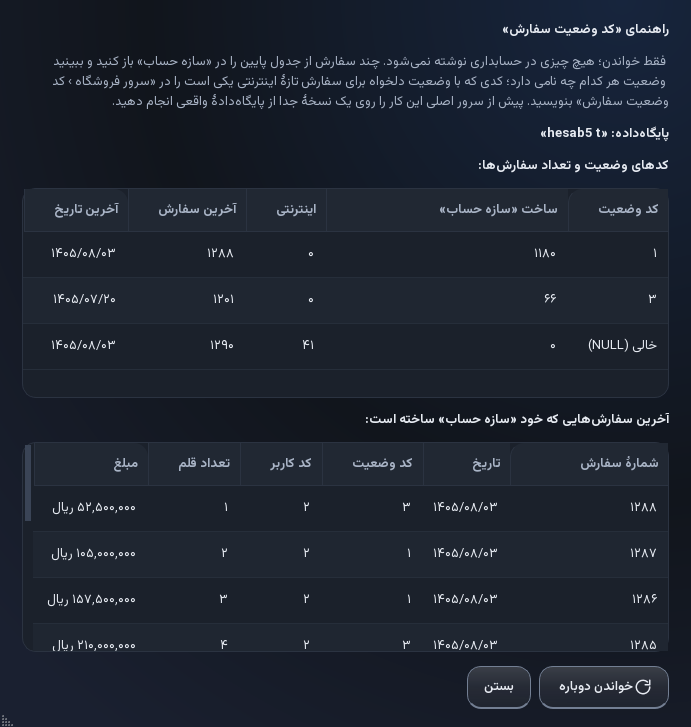 راهنمای «کد وضعیت سفارش»
فقط خواندن؛ هیچ چیزی در حسابداری نوشته نمی‌شود. چند سفارش از جدول پایین را در «سازه حساب» باز کنید و ببینید
وضعیت هر کدام چه نامی دارد؛ کدی که با وضعیت دلخواه برای سفارش تازهٔ اینترنتی یکی است را در «سرور فروشگاه › کد
وضعیت سفارش» بنویسید. پیش از سرور اصلی این کار را روی یک نسخهٔ جدا از پایگاه‌دادهٔ واقعی انجام دهید.
پایگاه‌داده: «hesab5 t»
کدهای وضعیت و تعداد سفارش‌ها:
کد وضعیت ساخت «سازه حساب» اینترنتی آخرین سفارش آخرین تاریخ
۱ ۱۱۸۰ ۰ ۱۲۸۸ ۱۴۰۵/۰۸/۰۳
۳ ۶۶ ۰ ۱۲۰۱ ۱۴۰۵/۰۷/۲۰
خالی (NULL) ۰ ۴۱ ۱۲۹۰ ۱۴۰۵/۰۸/۰۳
آخرین سفارش‌هایی که خود «سازه حساب» ساخته است:
شمارهٔ سفارش تاریخ کد وضعیت کد کاربر تعداد قلم مبلغ
۱۲۸۸ ۱۴۰۵/۰۸/۰۳ ۳ ۲ ۱ ۵۲,۵۰۰,۰۰۰ ریال
۱۲۸۷ ۱۴۰۵/۰۸/۰۳ ۱ ۲ ۲ ۱۰۵,۰۰۰,۰۰۰ ریال
۱۲۸۶ ۱۴۰۵/۰۸/۰۳ ۱ ۲ ۳ ۱۵۷,۵۰۰,۰۰۰ ریال
۱۲۸۵ ۱۴۰۵/۰۸/۰۳ ۳ ۲ ۴ ۲۱۰,۰۰۰,۰۰۰ ریال
خواندن دوباره بستن